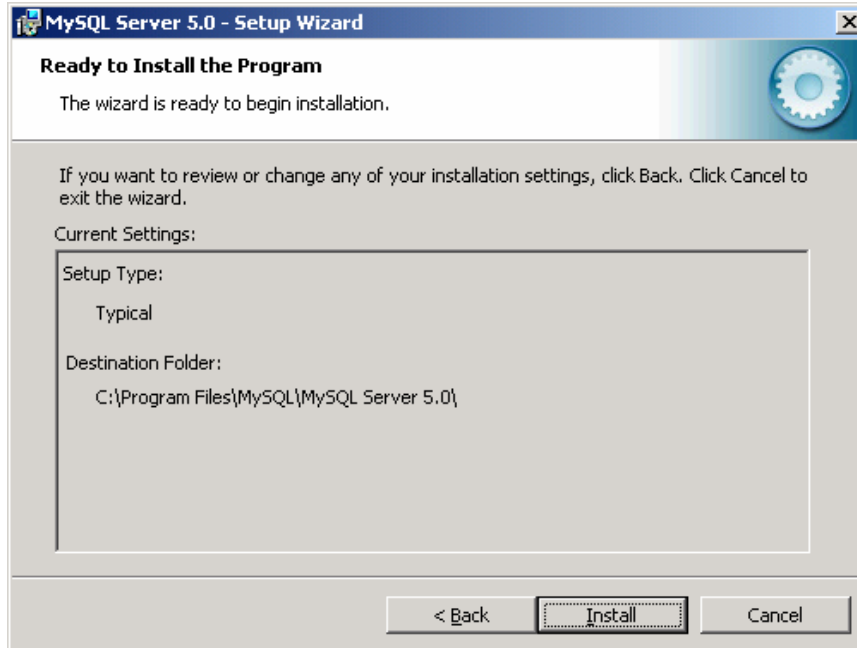 MySQL Server 5.0 - Setup Wizard
Ready to Install the Program
The wizard is ready to begin installation.
If you want to review or change any of your installation settings, click Back. Click Cancel to
exit the wizard.
Current Settings:
Setup Type:
Typical
Destination Folder:
C:\Program Files\MySQL\MySQL Server 5.0\
< Back Install Cancel